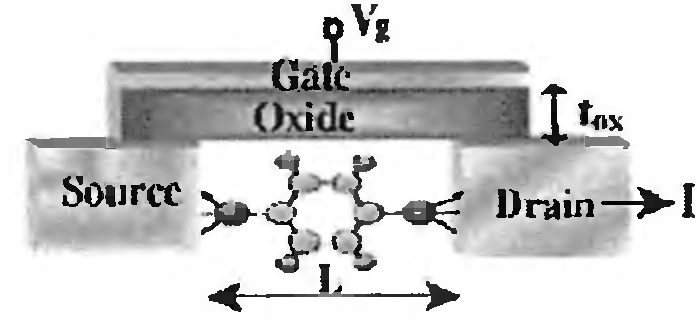 Vg
Gate
Oxide
tox
Source
Drain
I
L